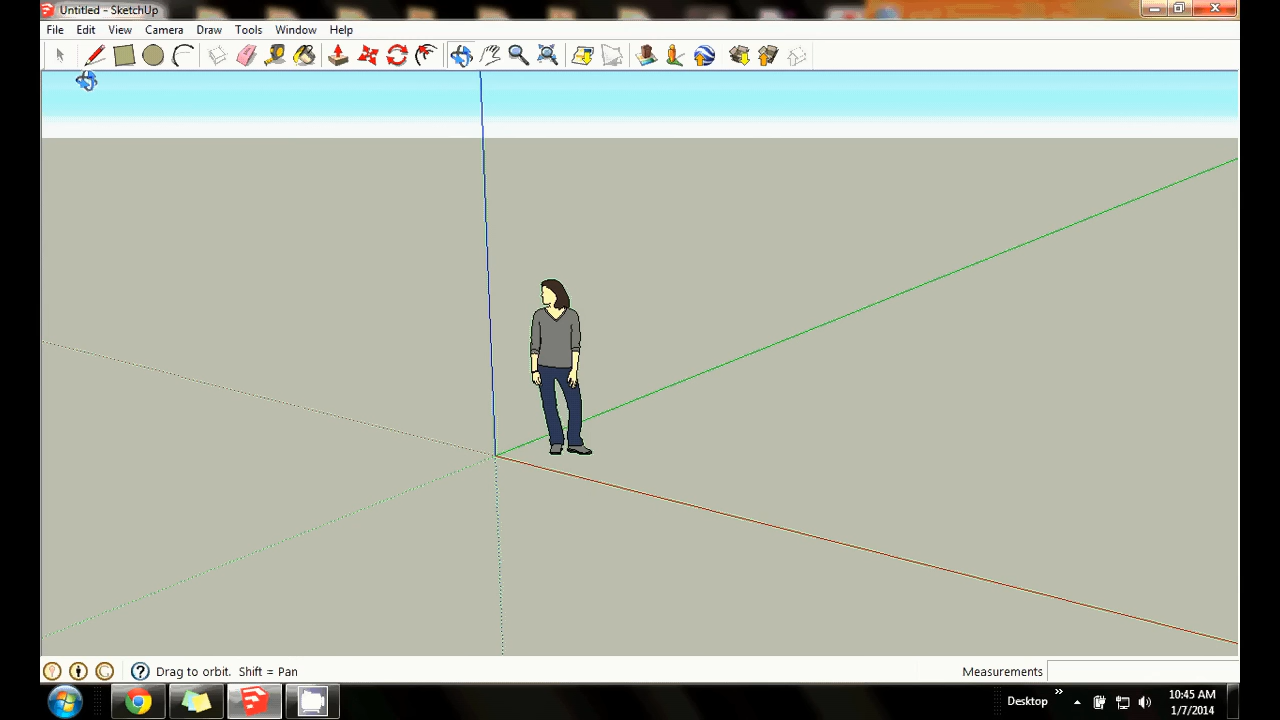 Untitled - SketchUp
File Edit View Camera Draw Tools Window Help
Drag to orbit. Shift = Pan
Measurements
Desktop
10:45 AM
1/7/2014